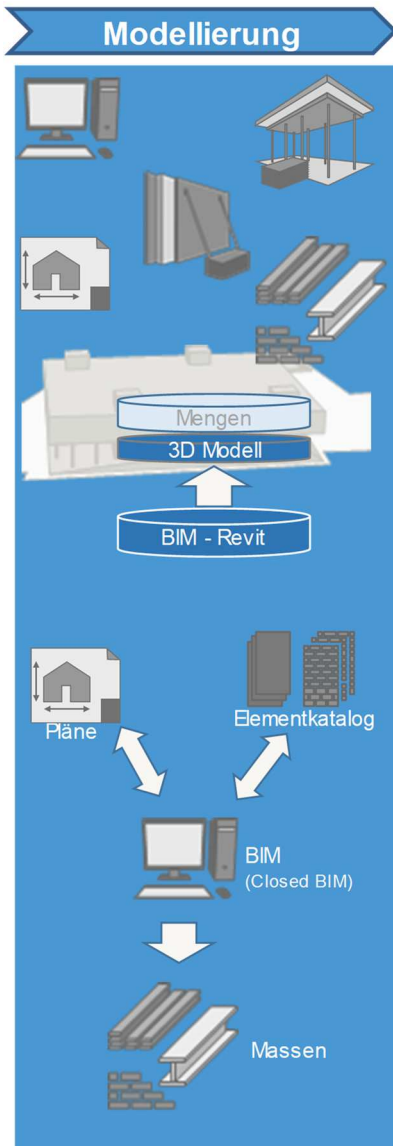 Modellierung
Mengen
3D Modell
BIM - Revit
Pläne
Elementkatalog
BIM
(Closed BIM)
Massen